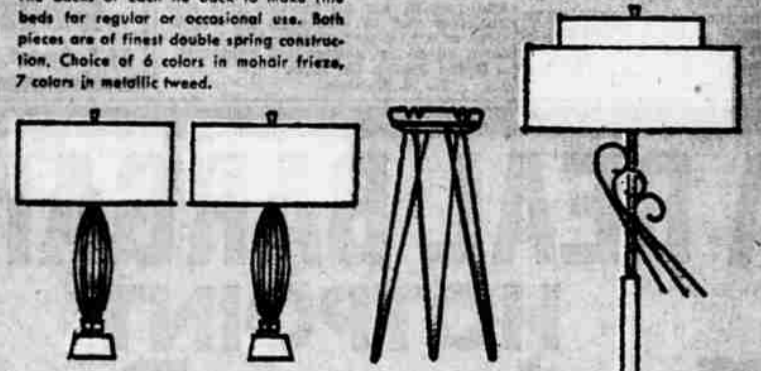 beds for regular or occasional use. Both
pieces are of finest double spring construc-
tion. Choice of 6 colors in mohair frieze,
7 colors in metallic tweed.